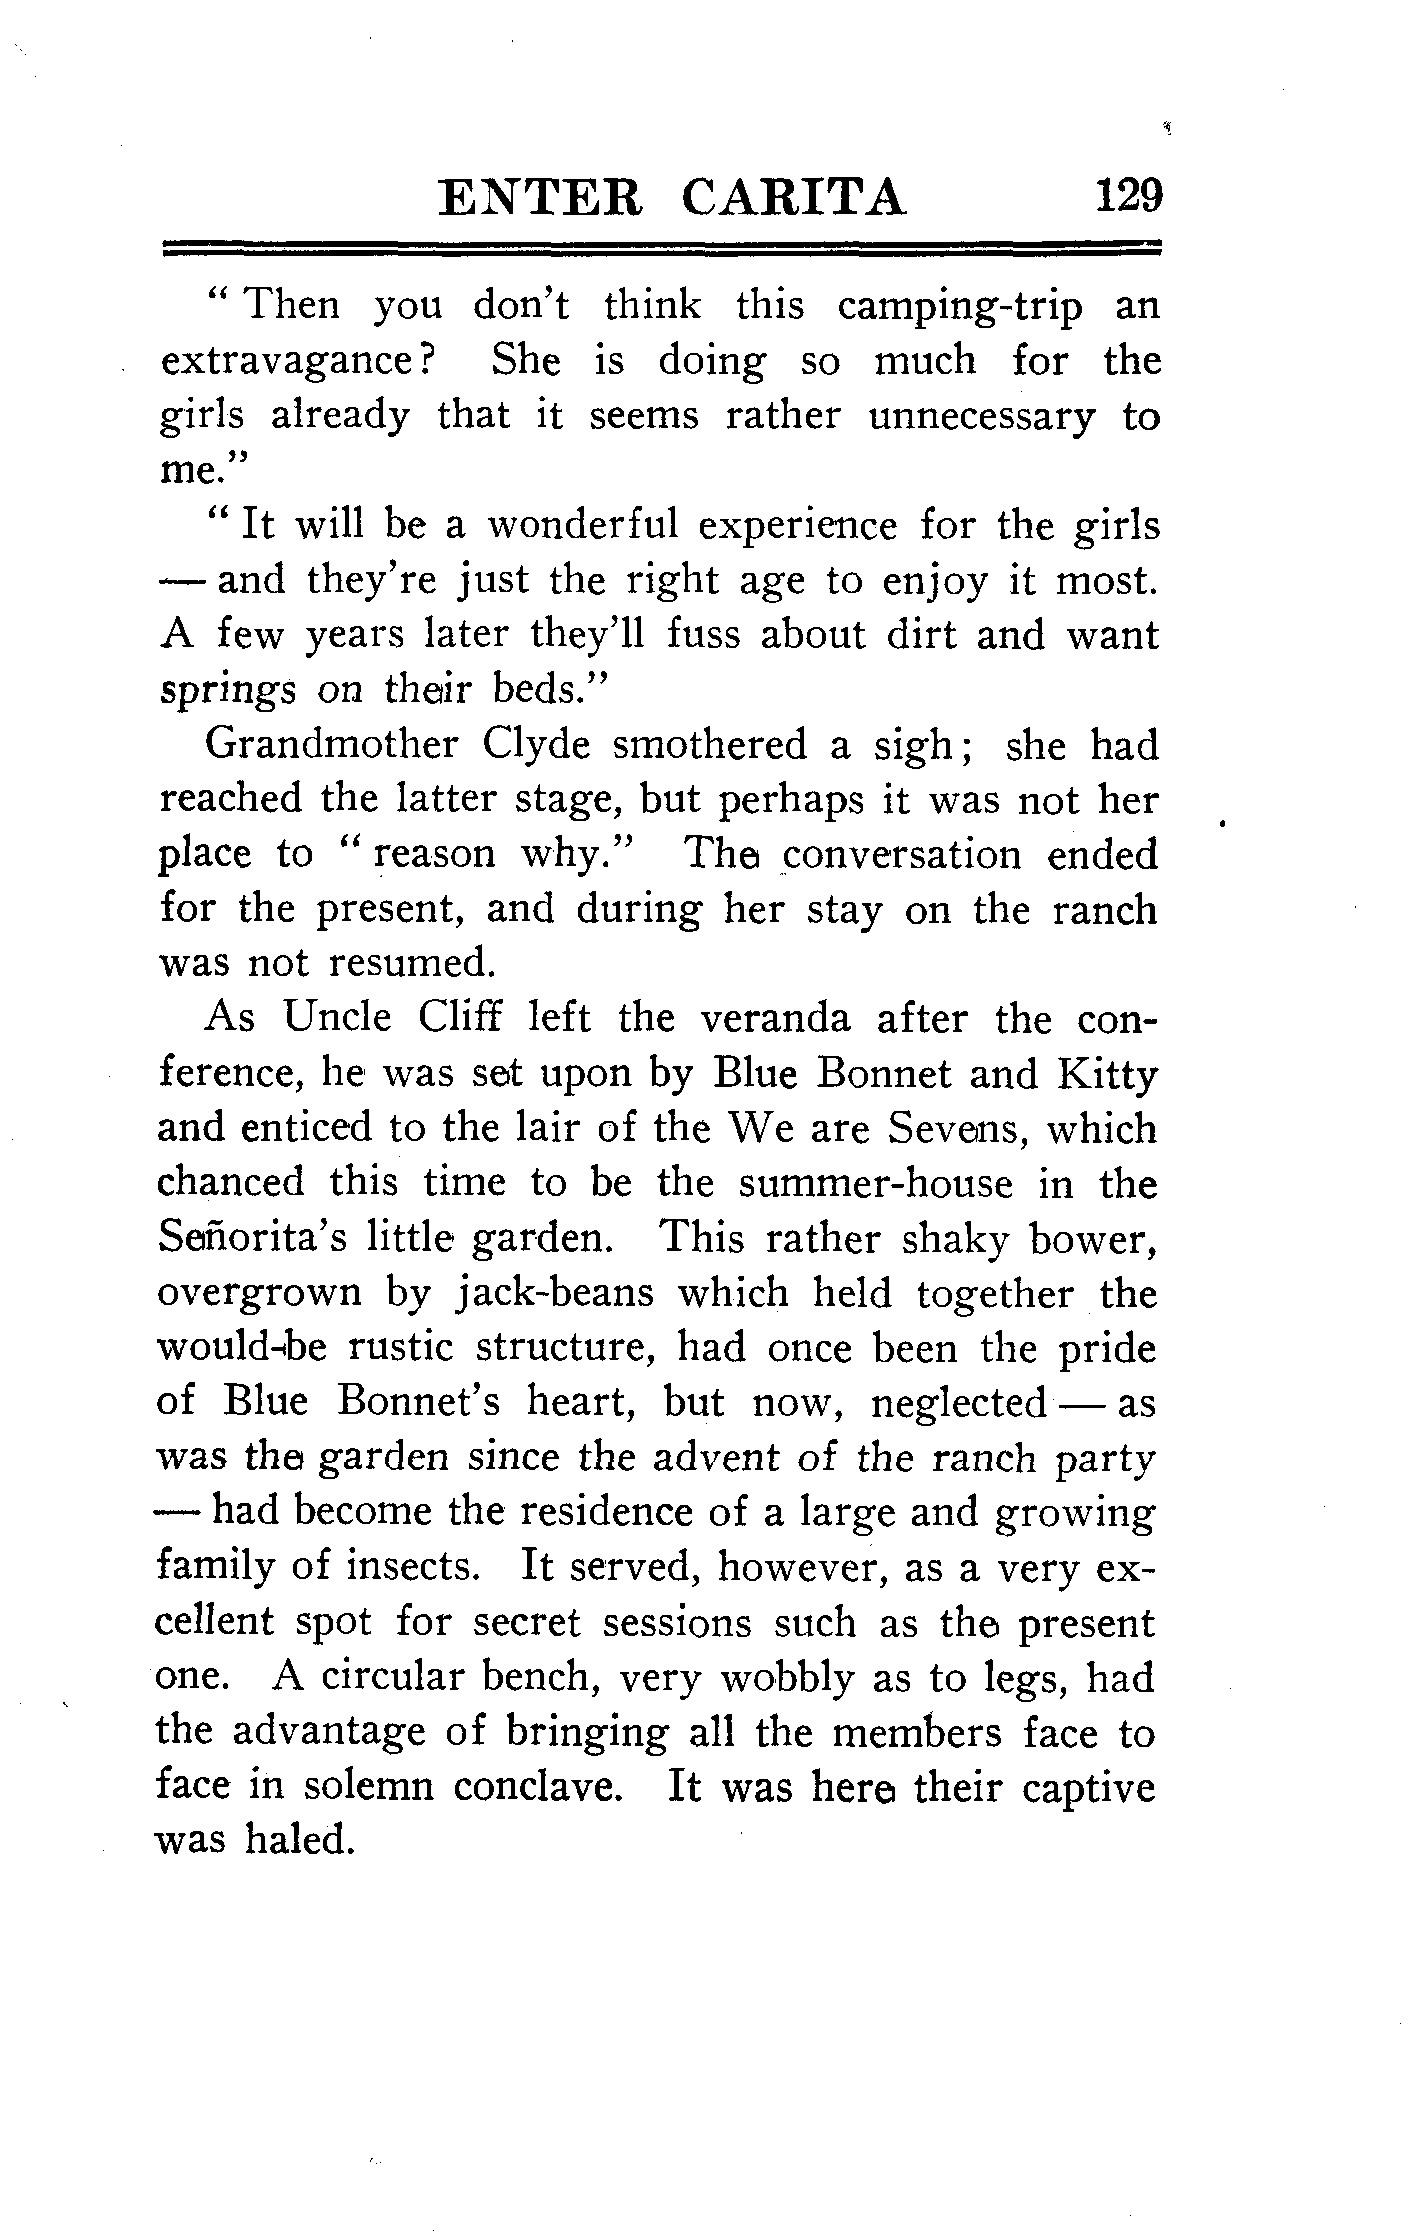 ENTER CARITA 129
" Then you don't think this camping-trip an
extravagance? She is doing so much for the
girls already that it seems rather unnecessary to
me."
" It will be a wonderful experience for the girls
— and they're just the right age to enjoy it most.
A few years later they'll fuss about dirt and want
springs on their beds."
Grandmother Clyde smothered a sigh; she had
reached the latter stage, but perhaps it was not her
place to " reason why." The conversation ended
for the present, and during her stay on the ranch
was not resumed.
As Uncle Cliff left the veranda after the con-
ference, he was set upon by Blue Bonnet and Kitty
and enticed to the lair of the We are Sevens, which
chanced this time to be the summer-house in the
Señorita's little garden. This rather shaky bower,
overgrown by jack-beans which held together the
would-be rustic structure, had once been the pride
of Blue Bonnet's heart, but now, neglected — as
was the garden since the advent of the ranch party
— had become the residence of a large and growing
family of insects. It served, however, as a very ex-
cellent spot for secret sessions such as the present
one. A circular bench, very wobbly as to legs, had
the advantage of bringing all the members face to
face in solemn conclave. It was here their captive
was haled.